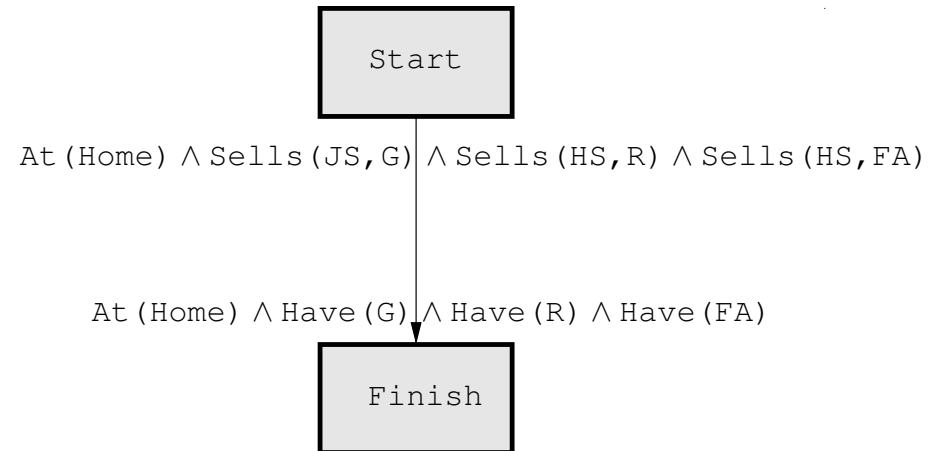 Start
At(Home) ∧ Sells(JS,G) ∧ Sells(HS,R) ∧ Sells(HS,FA)
At(Home) ∧ Have(G) ∧ Have(R) ∧ Have(FA)
Finish